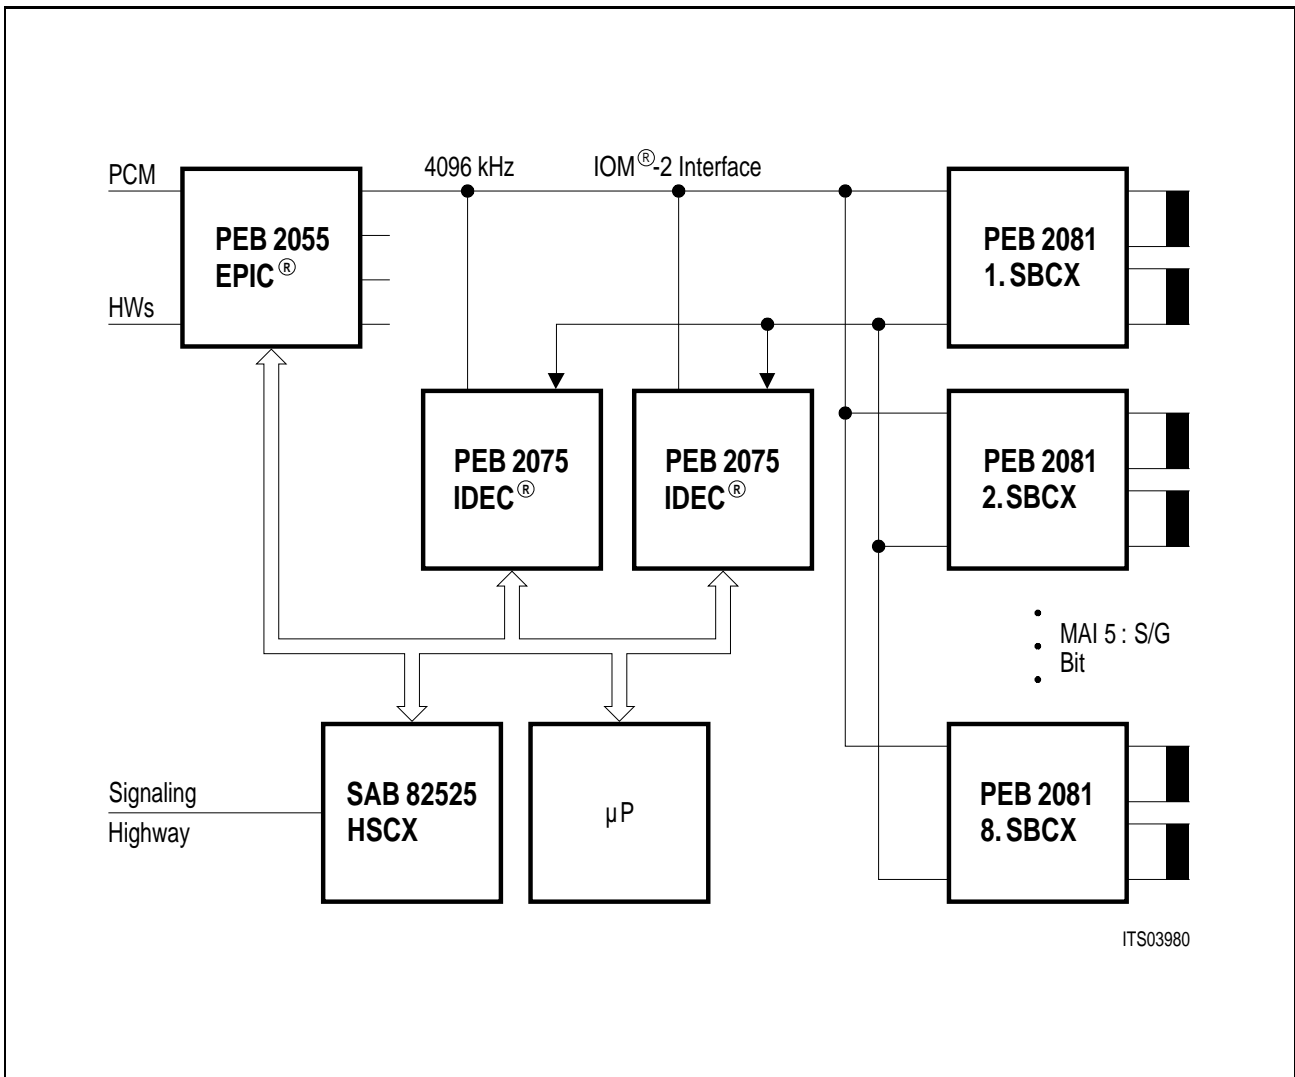 PCM
HWs
PEB 2055
EPIC®
4096 kHz
IOM®-2 Interface
PEB 2081
1. SBCX
PEB 2075
IDEC®
PEB 2075
IDEC®
PEB 2081
2. SBCX
MAI 5 : S/G
Bit
Signaling
Highway
SAB 82525
HSCX
µP
PEB 2081
8. SBCX
ITS03980